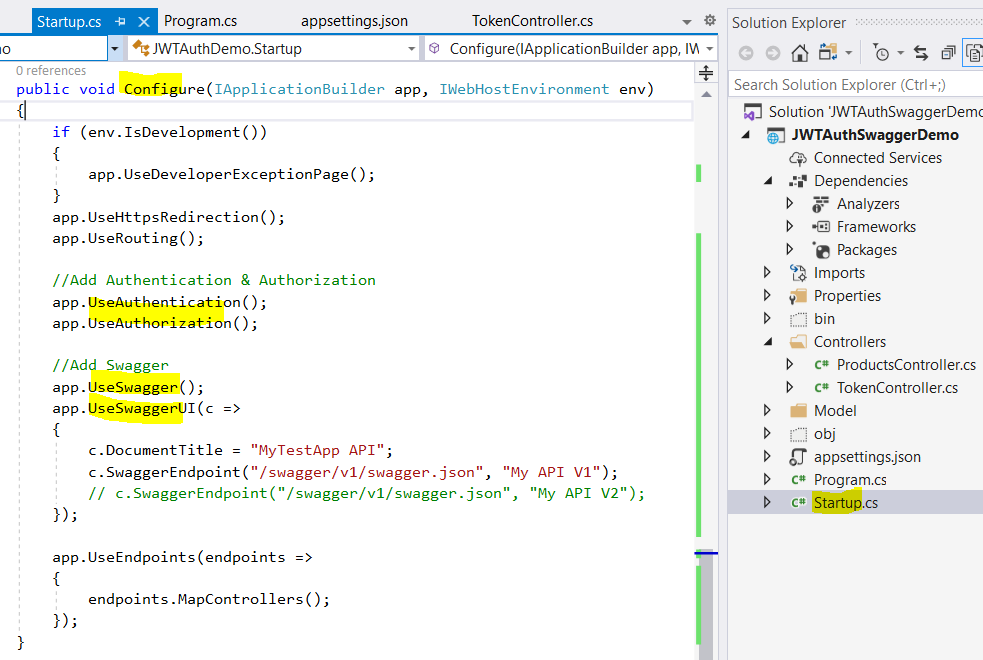 Startup.cs
Program.cs
appsettings.json
TokenController.cs
JWTAuthDemo.Startup
Configure(IApplicationBuilder app, IW
0 references
public void Configure(IApplicationBuilder app, IWebHostEnvironment env)
{
if (env.IsDevelopment())
{
app.UseDeveloperExceptionPage();
}
app.UseHttpsRedirection();
app.UseRouting();
//Add Authentication & Authorization
app.UseAuthentication();
app.UseAuthorization();
//Add Swagger
app.UseSwagger();
app.UseSwaggerUI(c =>
{
c.DocumentTitle = "MyTestApp API";
c.SwaggerEndpoint("/swagger/v1/swagger.json", "My API V1");
// c.SwaggerEndpoint("/swagger/v1/swagger.json", "My API V2");
});
app.UseEndpoints(endpoints =>
{
endpoints.MapControllers();
});
}
Solution Explorer
Search Solution Explorer (Ctrl+;)
Solution 'JWTAuthSwaggerDemo
JWTAuthSwaggerDemo
Connected Services
Dependencies
Analyzers
Frameworks
Packages
Imports
Properties
bin
Controllers
C# ProductsController.cs
C# TokenController.cs
Model
obj
appsettings.json
C# Program.cs
C# Startup.cs